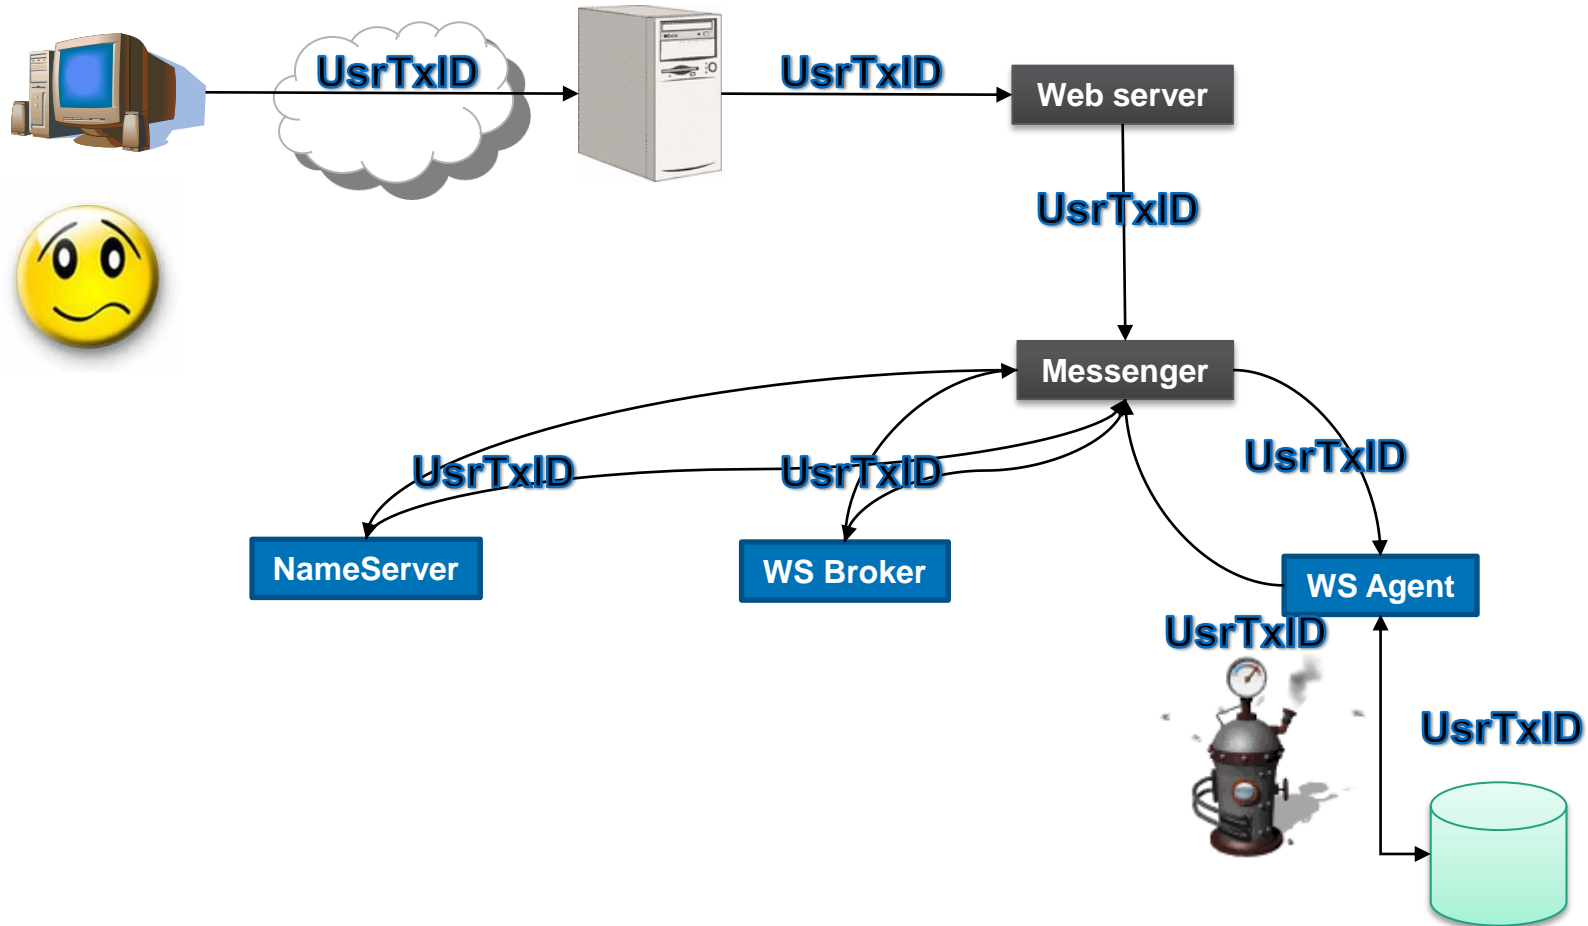 UsrTxID
UsrTxID
Web server
UsrTxID
Messenger
UsrTxID
UsrTxID
UsrTxID
NameServer
WS Broker
WS Agent
UsrTxID
UsrTxID